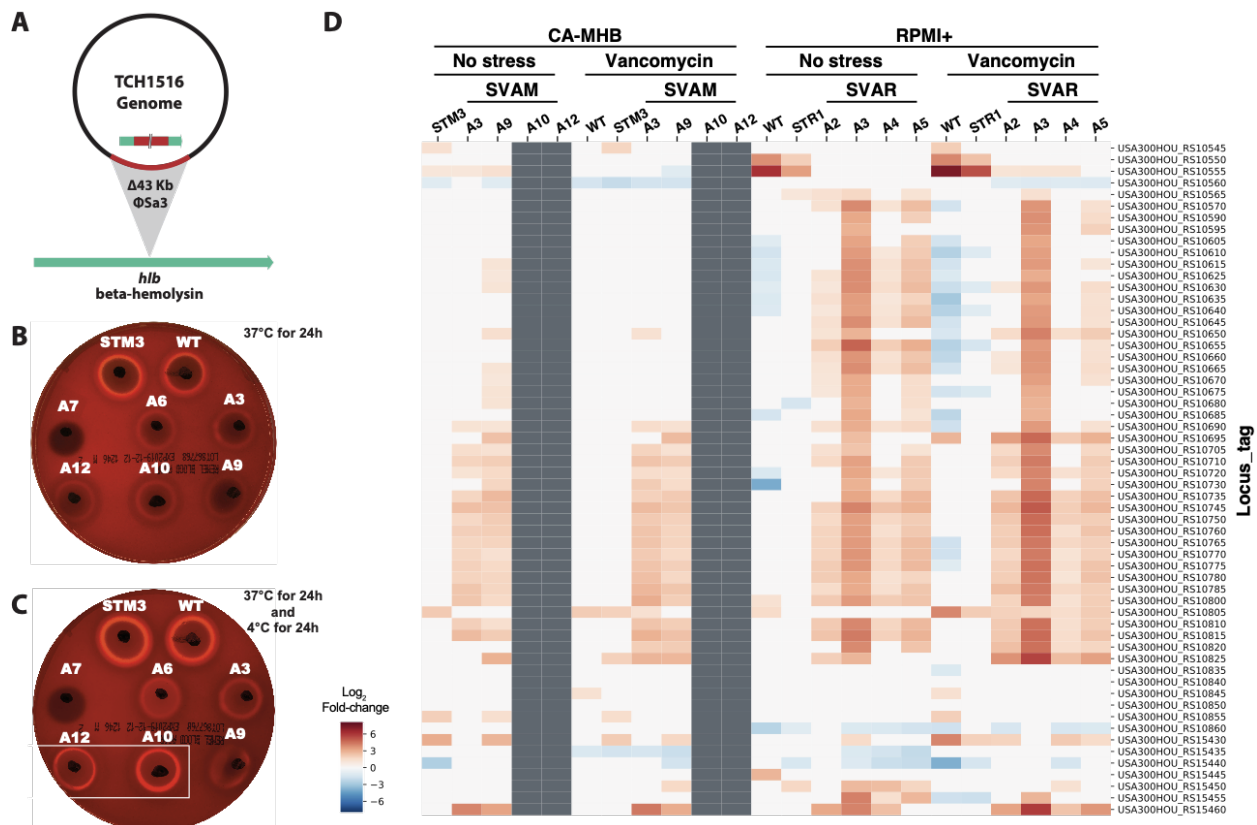 A
TCH1516
Genome
Δ43 Kb
ΦSa3
hlb
beta-hemolysin
B
37°C for 24h
STM3 WT
A7 A6 A3
A12 A10 A9
C
37°C for 24h
and
4°C for 24h
STM3 WT
A7 A6 A3
A12 A10 A9
D
CA-MHB RPMI+
No stress Vancomycin No stress Vancomycin
SVAM SVAM SVAR SVAR
STM3 A3 A9 A10 A12 WT STM3 A3 A9 A10 A12 WT STR1 A2 A3 A4 A5 WT STR1 A2 A3 A4 A5
USA300HOU_RS10545
USA300HOU_RS10550
USA300HOU_RS10555
USA300HOU_RS10560
USA300HOU_RS10565
USA300HOU_RS10570
USA300HOU_RS10590
USA300HOU_RS10595
USA300HOU_RS10605
USA300HOU_RS10610
USA300HOU_RS10615
USA300HOU_RS10625
USA300HOU_RS10630
USA300HOU_RS10635
USA300HOU_RS10640
USA300HOU_RS10645
USA300HOU_RS10650
USA300HOU_RS10655
USA300HOU_RS10660
USA300HOU_RS10665
USA300HOU_RS10670
USA300HOU_RS10675
USA300HOU_RS10680
USA300HOU_RS10685
USA300HOU_RS10690
USA300HOU_RS10695
USA300HOU_RS10705
USA300HOU_RS10710
USA300HOU_RS10720
USA300HOU_RS10730
USA300HOU_RS10735
USA300HOU_RS10745
USA300HOU_RS10750
USA300HOU_RS10760
USA300HOU_RS10765
USA300HOU_RS10770
USA300HOU_RS10775
USA300HOU_RS10780
USA300HOU_RS10785
USA300HOU_RS10800
USA300HOU_RS10805
USA300HOU_RS10810
USA300HOU_RS10815
USA300HOU_RS10820
USA300HOU_RS10825
USA300HOU_RS10835
USA300HOU_RS10840
USA300HOU_RS10845
USA300HOU_RS10850
USA300HOU_RS10855
USA300HOU_RS10860
USA300HOU_RS15430
USA300HOU_RS15435
USA300HOU_RS15440
USA300HOU_RS15445
USA300HOU_RS15450
USA300HOU_RS15455
USA300HOU_RS15460
Locus_tag
Log2
Fold-change
6
3
0
−3
−6